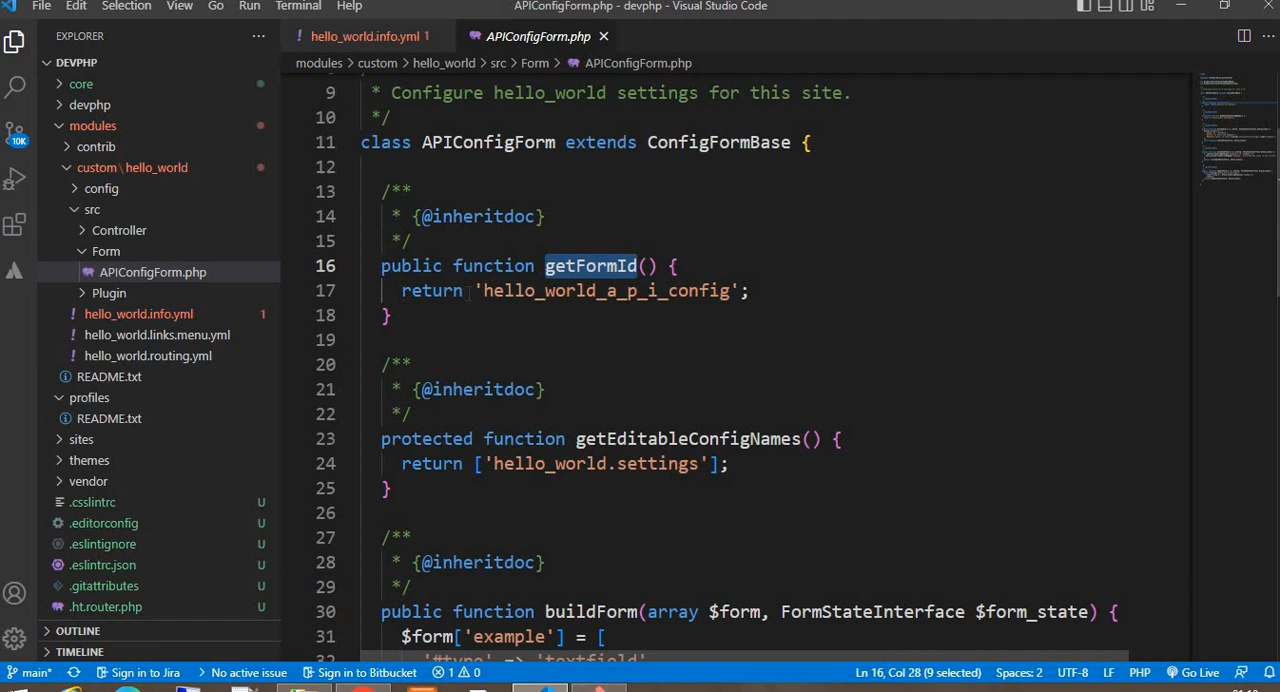 File Edit Selection View Go Run Terminal Help APIConfigForm.php - devphp - Visual Studio Code
EXPLORER
DEVPHP
core
devphp
modules
contrib
custom \ hello_world
config
src
Controller
Form
APIConfigForm.php
Plugin
hello_world.info.yml 1
hello_world.links.menu.yml
hello_world.routing.yml
README.txt
profiles
README.txt
sites
themes
vendor
.csslintrc U
.editorconfig U
.eslintignore U
.eslintrc.json U
.gitattributes U
.ht.router.php U
OUTLINE
TIMELINE
10K
hello_world.info.yml 1 APIConfigForm.php
modules > custom > hello_world > src > Form > APIConfigForm.php
9 * Configure hello_world settings for this site.
10 */
11 class APIConfigForm extends ConfigFormBase {
12
13 /**
14 * {@inheritdoc}
15 */
16 public function getFormId() {
17 return 'hello_world_a_p_i_config';
18 }
19
20 /**
21 * {@inheritdoc}
22 */
23 protected function getEditableConfigNames() {
24 return ['hello_world.settings'];
25 }
26
27 /**
28 * {@inheritdoc}
29 */
30 public function buildForm(array $form, FormStateInterface $form_state) {
31 $form['example'] = [
32 '#type' => 'textfield'
main* Sign in to Jira No active issue Sign in to Bitbucket 1 0 Ln 16, Col 28 (9 selected) Spaces: 2 UTF-8 LF PHP Go Live